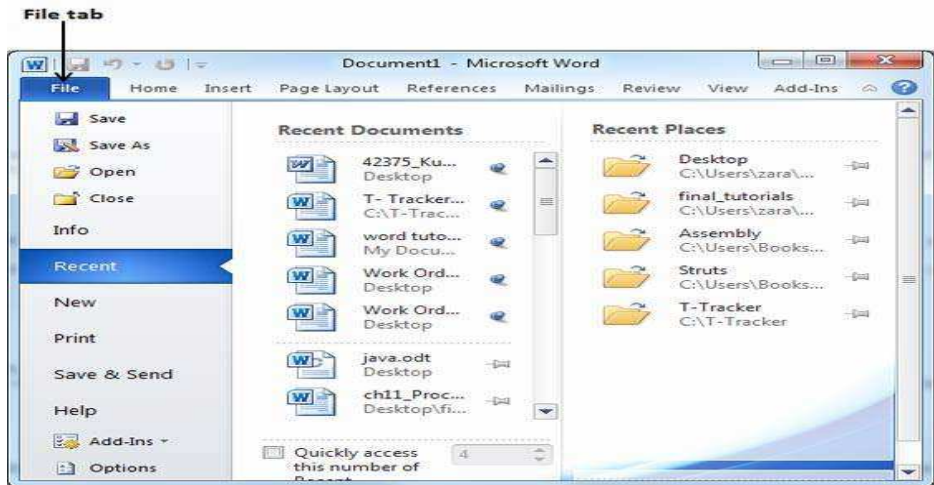 File tab
Document1 - Microsoft Word
File Home Insert Page Layout References Mailings Review View Add-Ins
Save
Save As
Open
Close
Info
Recent
New
Print
Save & Send
Help
Add-Ins
Options
Recent Documents
42375_Ku...
Desktop
T- Tracker...
C:\T-Trac...
word tuto...
My Docu...
Work Ord...
Desktop
Work Ord...
Desktop
java.odt
Desktop
ch11_Proc...
Desktop\fi...
Quickly access
this number of
4
Recent Places
Desktop
C:\Users\zara\...
final_tutorials
C:\Users\zara\...
Assembly
C:\Users\Books...
Struts
C:\Users\Books...
T-Tracker
C:\T-Tracker